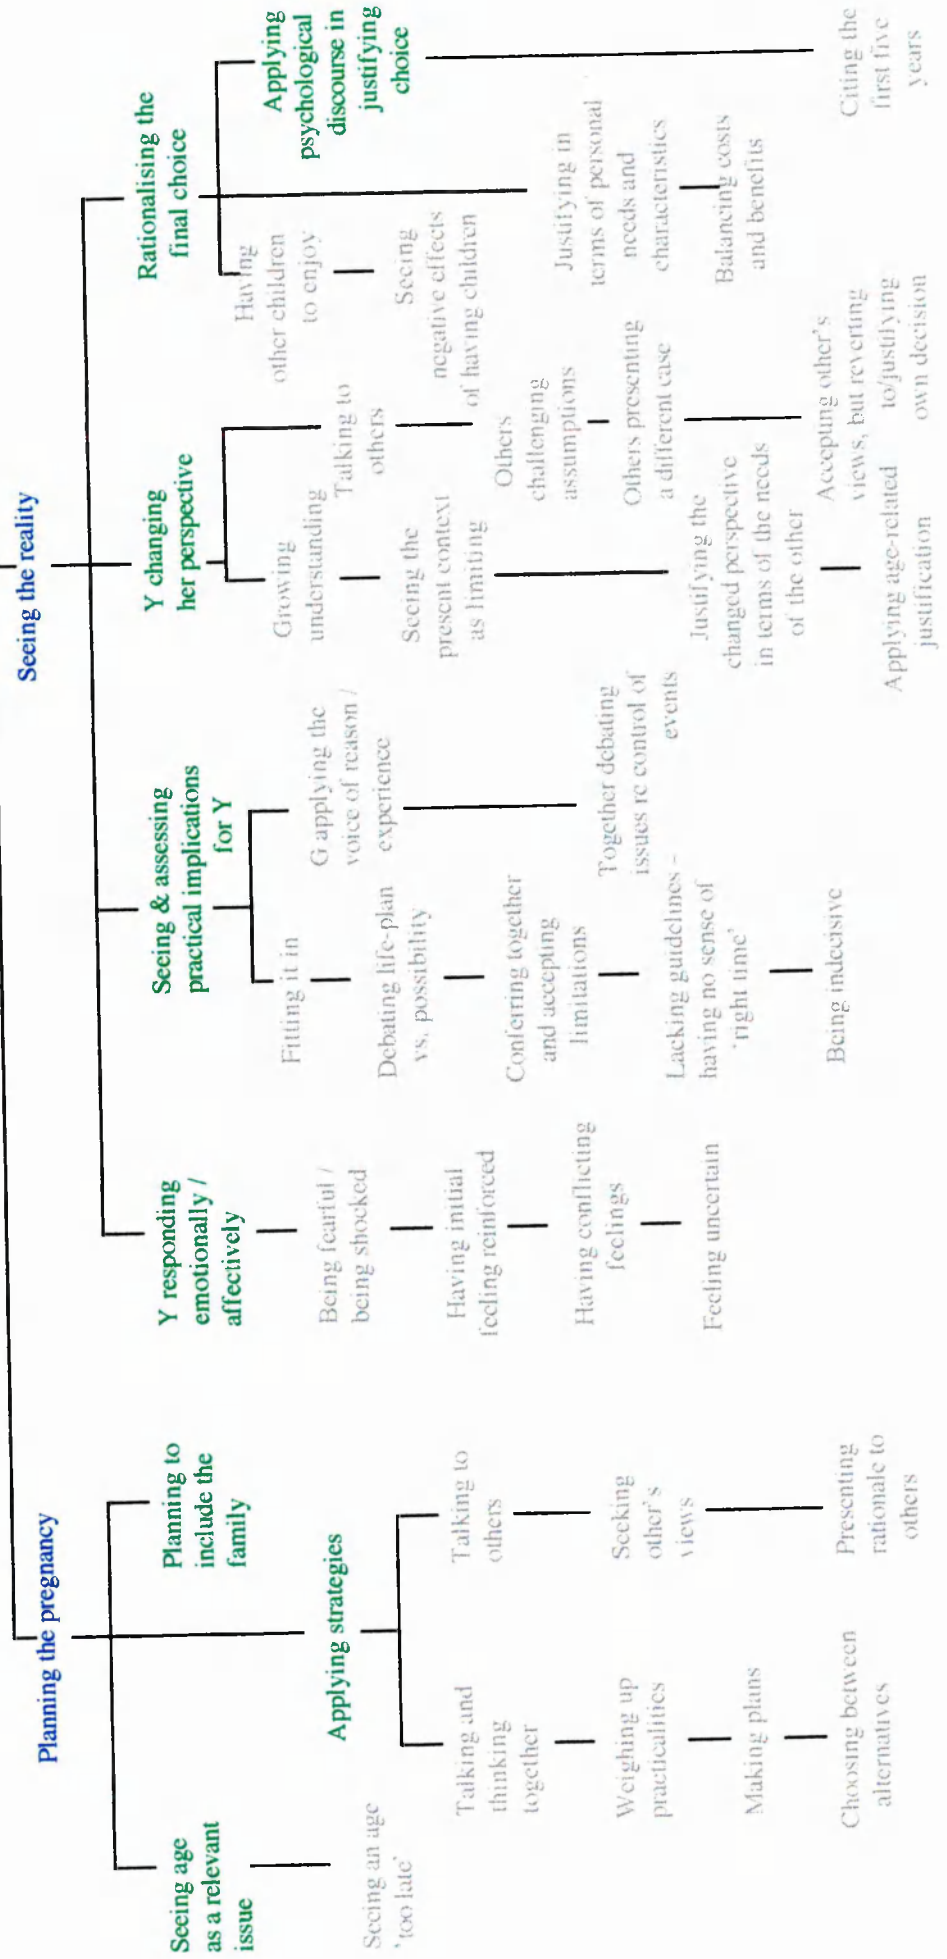 Planning the pregnancy
Seeing age
as a relevant
issue
Seeing an age
'too late'
Planning to
include the
family
Applying strategies
Talking and
thinking
together
Weighing up
practicalities
Making plans
Choosing between
alternatives
Talking to
others
Seeking
other's
views
Presenting
rationale to
others
Seeing the reality
Y responding
emotionally /
affectively
Being fearful /
being shocked
Having initial
feeling reinforced
Having conflicting
feelings
Feeling uncertain
Seeing & assessing
practical implications
for Y
Fitting it in
Debating life-plan
vs. possibility
Conferring together
and accepting
limitations
Lacking guidelines –
having no sense of
'right time'
Being indecisive
G applying the
voice of reason /
experience
Together debating
issues re control of
events
Y changing
her perspective
Growing
understanding
Seeing the
present context
as limiting
Justifying the
changed perspective
in terms of the needs
of the other
Applying age-related
justification
Talking to
others
Others
challenging
assumptions
Others presenting
a different case
Accepting other's
views, but reverting
to/justifying
own decision
Rationalising the
final choice
Having
other children
to enjoy
Seeing
negative effects
of having children
Justifying in
terms of personal
needs and
characteristics
Balancing costs
and benefits
Applying
psychological
discourse in
justifying
choice
Citing the
first five
years